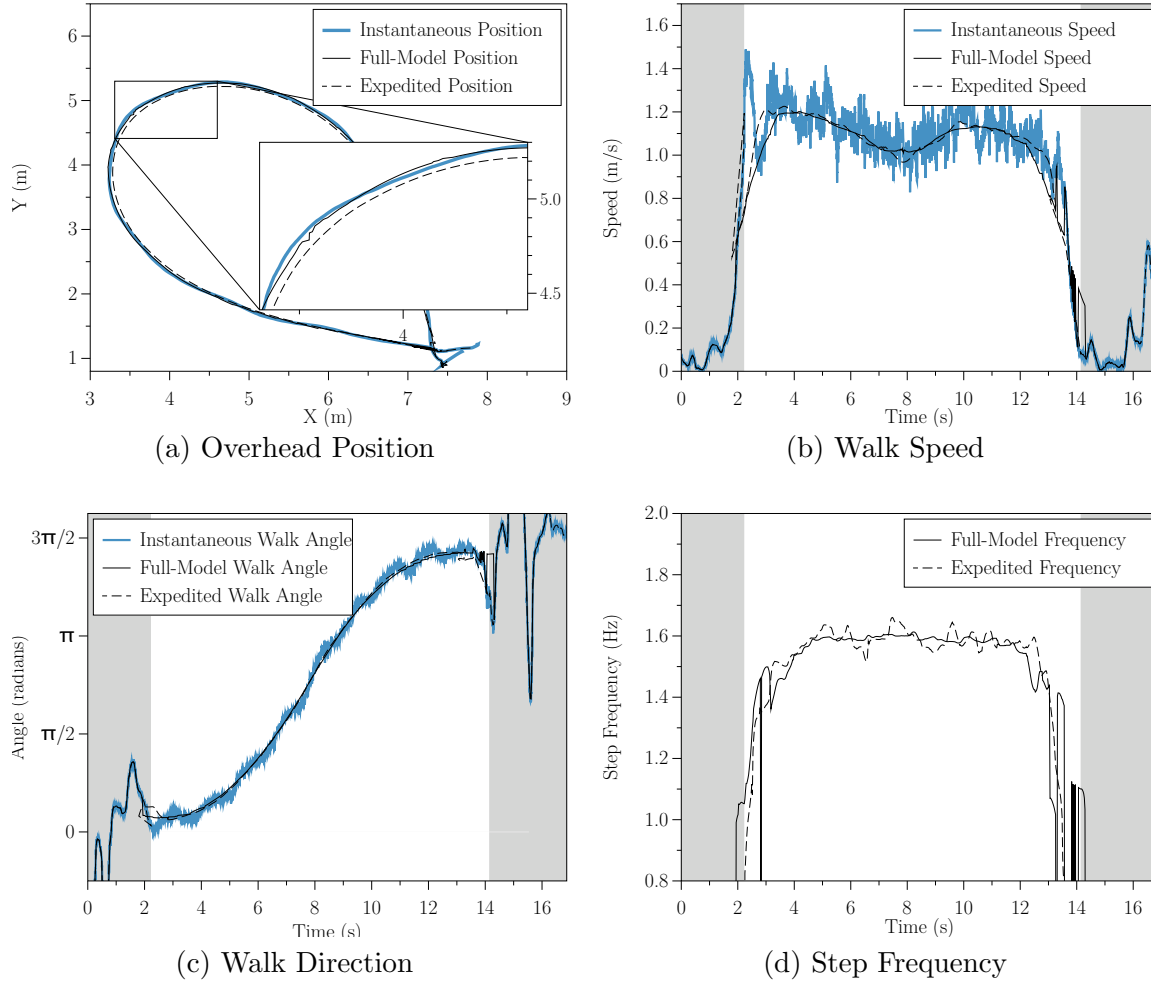 6
5
4
3
2
1
Y (m)
Instantaneous Position
Full-Model Position
Expedited Position
5.0
4.5
4
3 4 5 6 7 8 9
X (m)
(a) Overhead Position
1.6
1.4
1.2
1.0
0.8
0.6
0.4
0.2
0
Speed (m/s)
Instantaneous Speed
Full-Model Speed
Expedited Speed
0 2 4 6 8 10 12 14 16
Time (s)
(b) Walk Speed
3π/2
π
π/2
0
Angle (radians)
Instantaneous Walk Angle
Full-Model Walk Angle
Expedited Walk Angle
0 2 4 6 8 10 12 14 16
Time (s)
(c) Walk Direction
2.0
1.8
1.6
1.4
1.2
1.0
0.8
Step Frequency (Hz)
Full-Model Frequency
Expedited Frequency
0 2 4 6 8 10 12 14 16
Time (s)
(d) Step Frequency